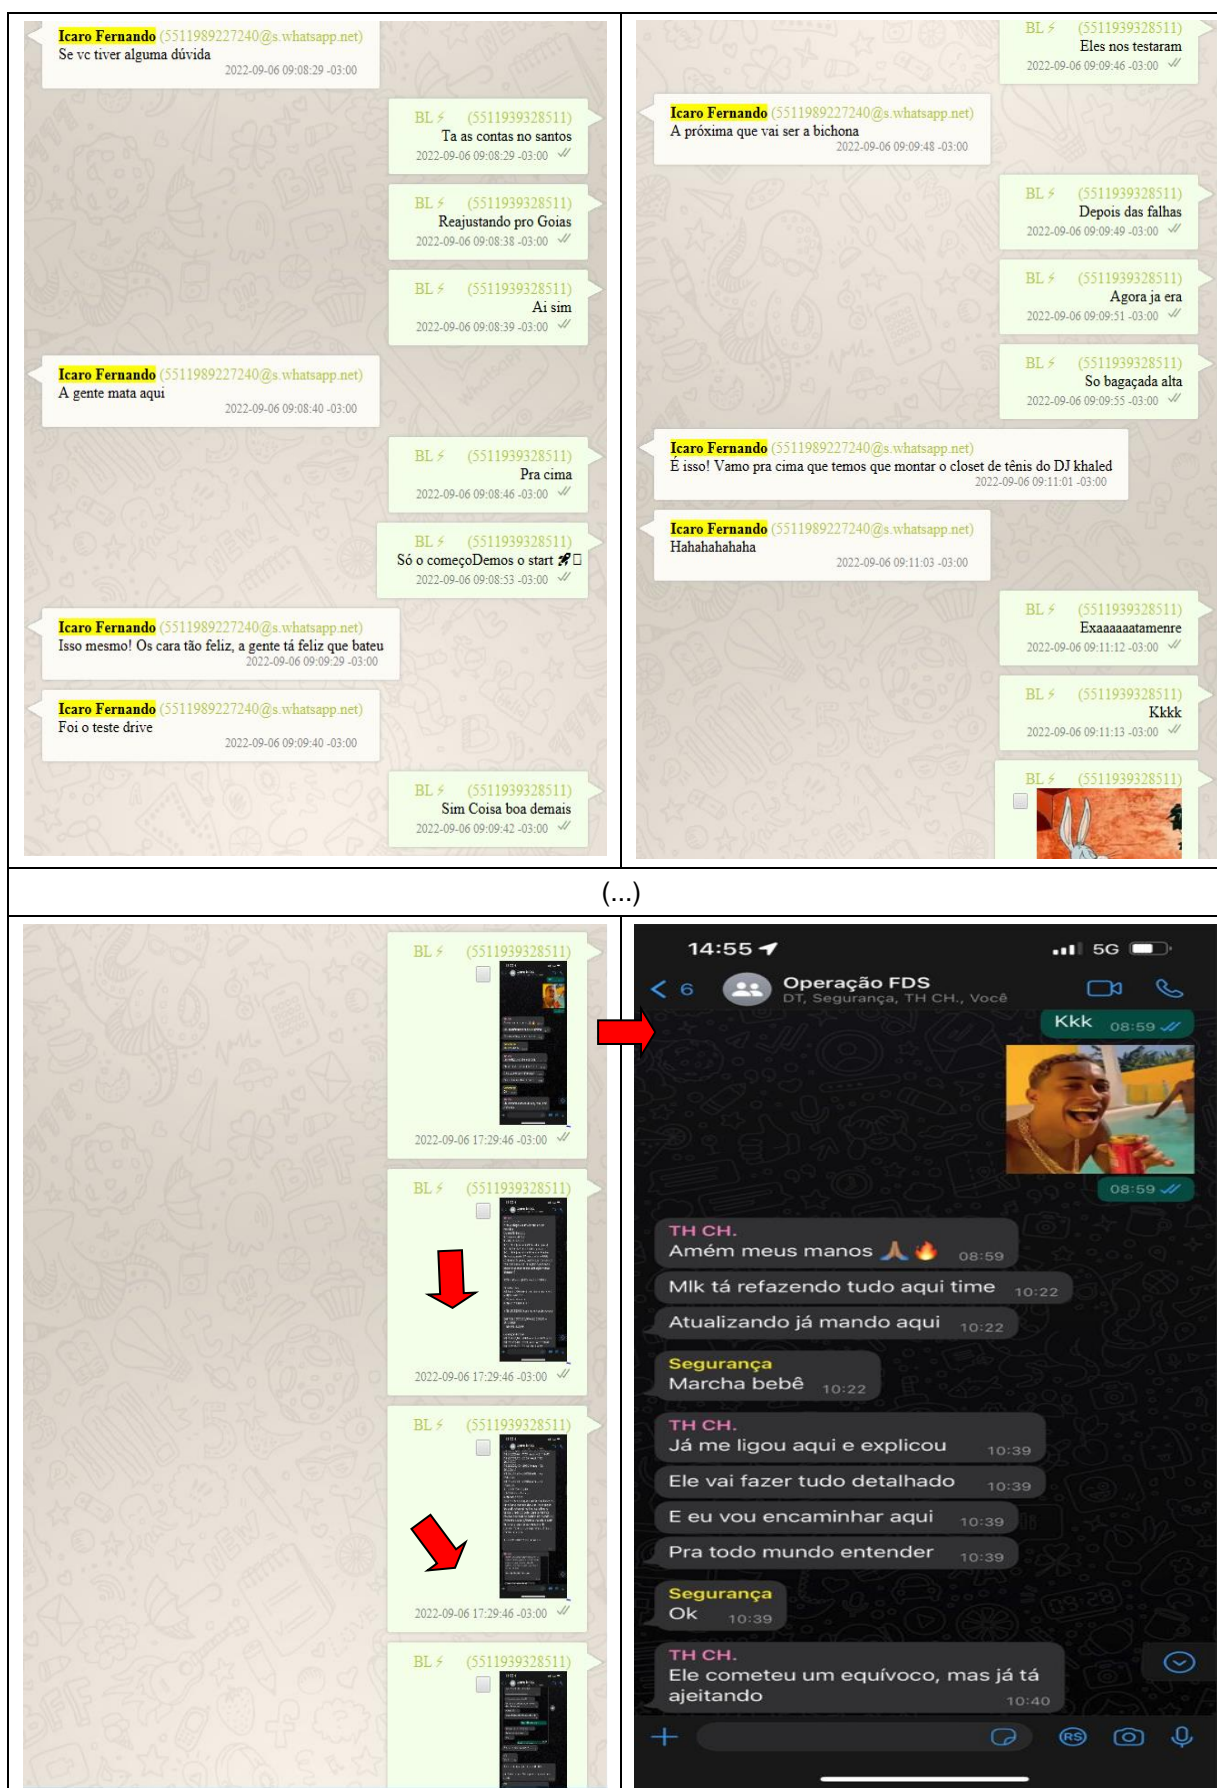 Icaro Fernando (5511989227240@s.whatsapp.net)
Se vc tiver alguma dúvida
2022-09-06 09:08:29 -03:00
BL⚡ (5511939328511)
Ta as contas no santos
2022-09-06 09:08:29 -03:00
BL⚡ (5511939328511)
Reajustando pro Goias
2022-09-06 09:08:38 -03:00
BL⚡ (5511939328511)
Ai sim
2022-09-06 09:08:39 -03:00
Icaro Fernando (5511989227240@s.whatsapp.net)
A gente mata aqui
2022-09-06 09:08:40 -03:00
BL⚡ (5511939328511)
Pra cima
2022-09-06 09:08:46 -03:00
BL⚡ (5511939328511)
Só o começoDemos o start 🚀
2022-09-06 09:08:53 -03:00
Icaro Fernando (5511989227240@s.whatsapp.net)
Isso mesmo! Os cara tão feliz, a gente tá feliz que bateu
2022-09-06 09:09:29 -03:00
Icaro Fernando (5511989227240@s.whatsapp.net)
Foi o teste drive
2022-09-06 09:09:40 -03:00
BL⚡ (5511939328511)
Sim Coisa boa demais
2022-09-06 09:09:42 -03:00
BL⚡ (5511939328511)
Eles nos testaram
2022-09-06 09:09:46 -03:00
Icaro Fernando (5511989227240@s.whatsapp.net)
A próxima que vai ser a bichona
2022-09-06 09:09:48 -03:00
BL⚡ (5511939328511)
Depois das falhas
2022-09-06 09:09:49 -03:00
BL⚡ (5511939328511)
Agora ja era
2022-09-06 09:09:51 -03:00
BL⚡ (5511939328511)
So bagaçada alta
2022-09-06 09:09:55 -03:00
Icaro Fernando (5511989227240@s.whatsapp.net)
É isso! Vamo pra cima que temos que montar o closet de tênis do DJ khaled
2022-09-06 09:11:01 -03:00
Icaro Fernando (5511989227240@s.whatsapp.net)
Hahahahahaha
2022-09-06 09:11:03 -03:00
BL⚡ (5511939328511)
Exaaaaaatamenre
2022-09-06 09:11:12 -03:00
BL⚡ (5511939328511)
Kkkk
2022-09-06 09:11:13 -03:00
BL⚡ (5511939328511)
(...)
BL⚡ (5511939328511)
2022-09-06 17:29:46 -03:00
BL⚡ (5511939328511)
2022-09-06 17:29:46 -03:00
BL⚡ (5511939328511)
2022-09-06 17:29:46 -03:00
BL⚡ (5511939328511)
14:55 5G
6 Operação FDS
DT, Segurança, TH CH., Você
Kkk 08:59
08:59
TH CH.
Amém meus manos 🙏🏽🔥 08:59
Mlk tá refazendo tudo aqui time 10:22
Atualizando já mando aqui 10:22
Segurança
Marcha bebê 10:22
TH CH.
Já me ligou aqui e explicou 10:39
Ele vai fazer tudo detalhado 10:39
E eu vou encaminhar aqui 10:39
Pra todo mundo entender 10:39
Segurança
Ok 10:39
TH CH.
Ele cometeu um equívoco, mas já tá
ajeitando 10:40
RS